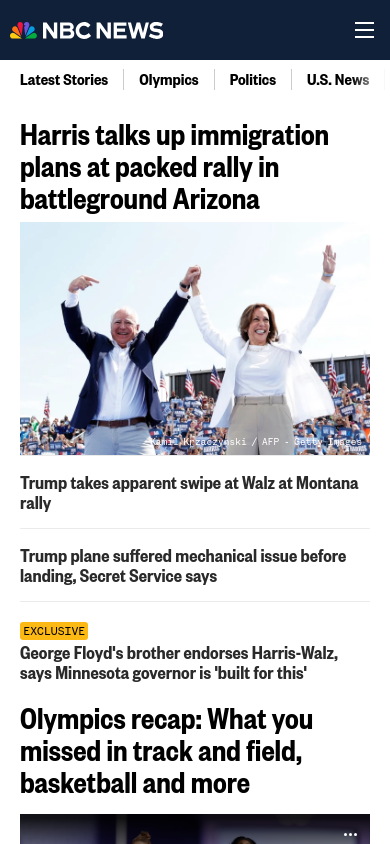 NBC NEWS
Latest Stories
Olympics
Politics
U.S. News
Harris talks up immigration
plans at packed rally in
battleground Arizona
Kamil Krzaczynski / AFP - Getty Images
Trump takes apparent swipe at Walz at Montana
rally
Trump plane suffered mechanical issue before
landing, Secret Service says
EXCLUSIVE
George Floyd's brother endorses Harris-Walz,
says Minnesota governor is 'built for this'
Olympics recap: What you
missed in track and field,
basketball and more